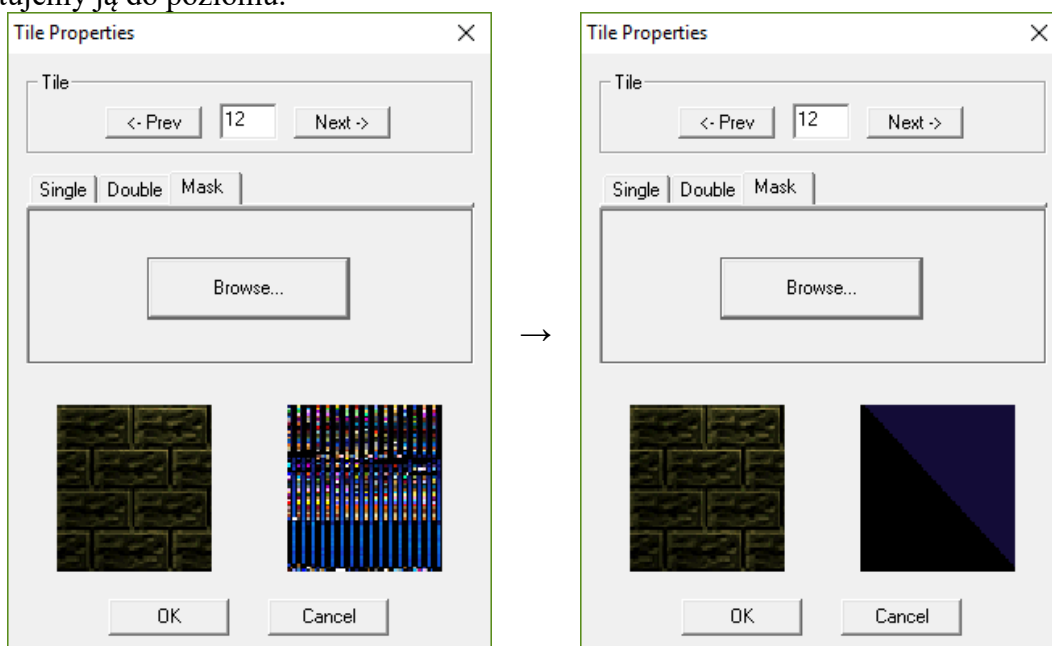 ją do poziomu.
Tile Properties
Tile
<- Prev 12 Next ->
Single Double Mask
Browse...
OK Cancel
→
Tile Properties
Tile
<- Prev 12 Next ->
Single Double Mask
Browse...
OK Cancel